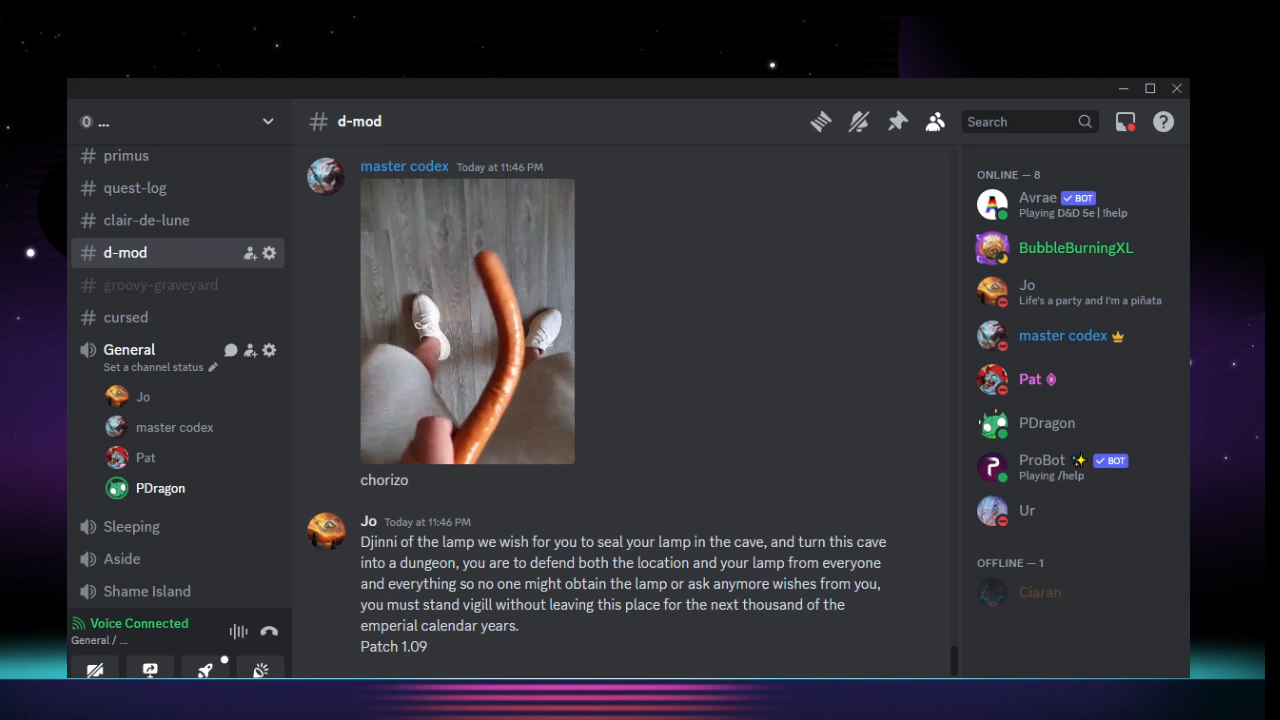 0 ...
# d-mod
Search
# primus
# quest-log
# clair-de-lune
# d-mod
# groovy-graveyard
# cursed
General
Set a channel status
Jo
master codex
Pat
PDragon
Sleeping
Aside
Shame Island
Voice Connected
General / ...
master codex Today at 11:46 PM
chorizo
Jo Today at 11:46 PM
Djinni of the lamp we wish for you to seal your lamp in the cave, and turn this cave
into a dungeon, you are to defend both the location and your lamp from everyone
and everything so no one might obtain the lamp or ask anymore wishes from you,
you must stand vigill without leaving this place for the next thousand of the
emperial calendar years.
Patch 1.09
ONLINE — 8
Avrae BOT
Playing D&D 5e | !help
BubbleBurningXL
Jo
Life's a party and I'm a piñata
master codex
Pat
PDragon
ProBot BOT
Playing /help
Ur
OFFLINE — 1
Ciaran